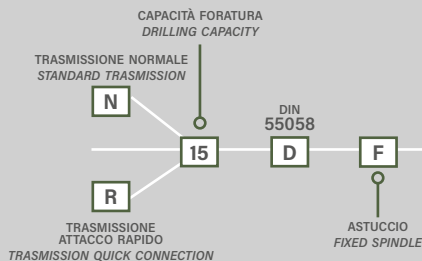 CAPACITÀ FORATURA
DRILLING CAPACITY
TRASMISSIONE NORMALE
STANDARD TRASMISSION
N
DIN
55058
15
D
F
R
TRASMISSIONE
ATTACCO RAPIDO
TRASMISSION QUICK CONNECTION
ASTUCCIO
FIXED SPINDLE